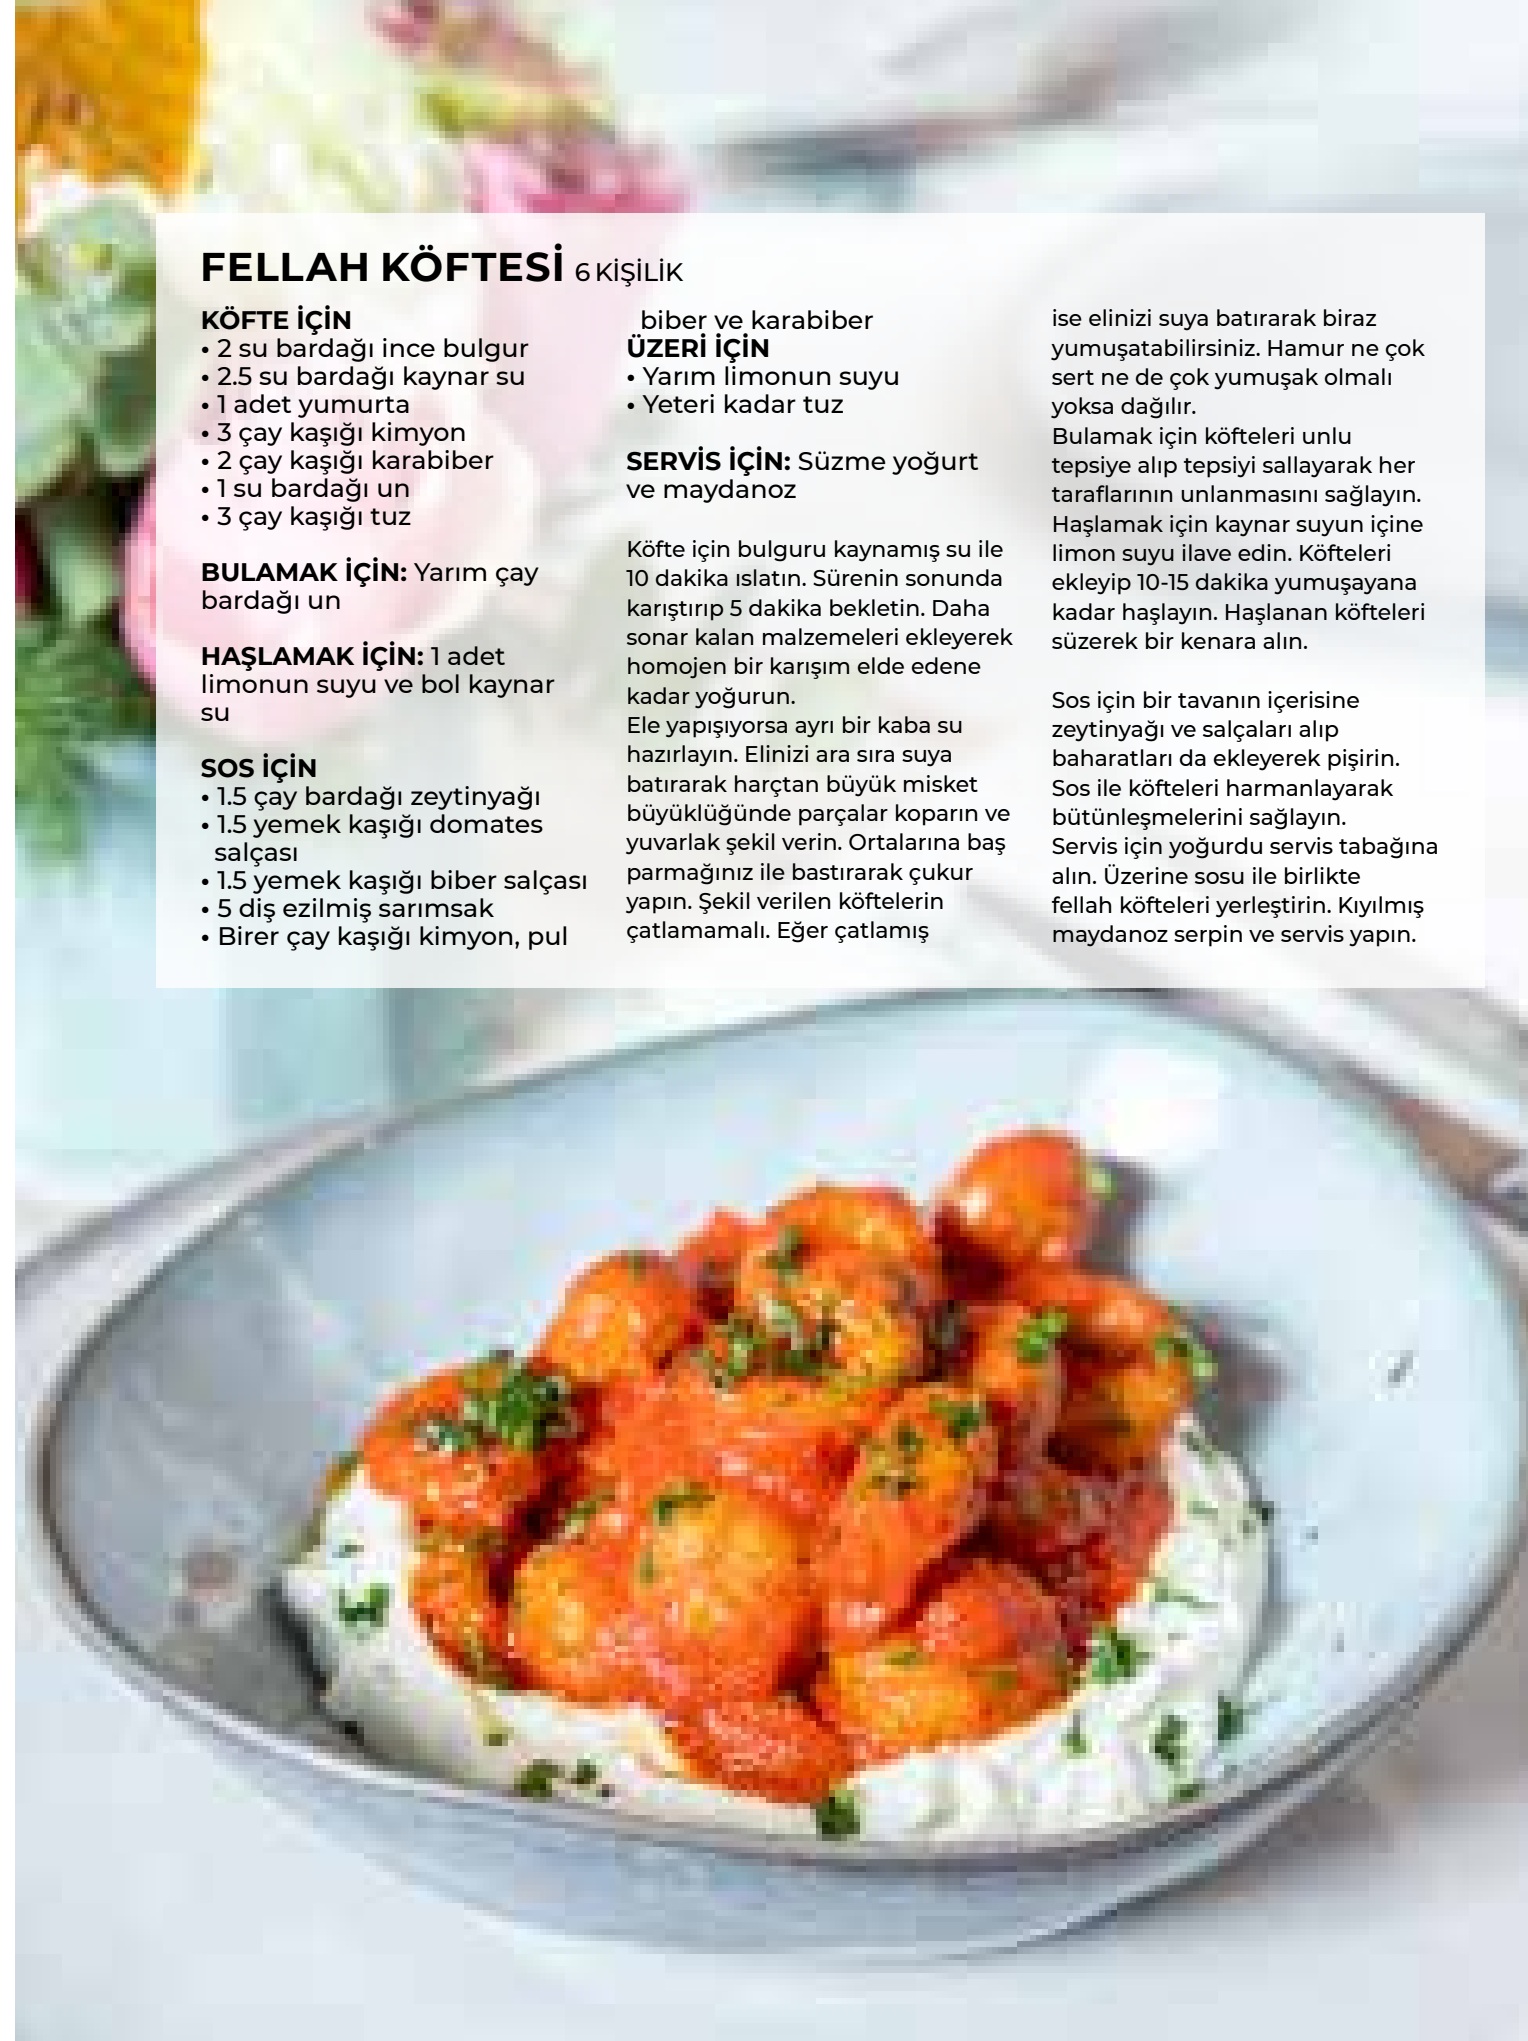 FELLAH KÖFTESİ 6 KİŞİLİK
KÖFTE İÇİN
• 2 su bardağı ince bulgur
• 2.5 su bardağı kaynar su
• 1 adet yumurta
• 3 çay kaşığı kimyon
• 2 çay kaşığı karabiber
• 1 su bardağı un
• 3 çay kaşığı tuz
BULAMAK İÇİN: Yarım çay
bardağı un
HAŞLAMAK İÇİN: 1 adet
limonun suyu ve bol kaynar
su
SOS İÇİN
• 1.5 çay bardağı zeytinyağı
• 1.5 yemek kaşığı domates
salçası
• 1.5 yemek kaşığı biber salçası
• 5 diş ezilmiş sarımsak
• Birer çay kaşığı kimyon, pul
biber ve karabiber
ÜZERİ İÇİN
• Yarım limonun suyu
• Yeteri kadar tuz
SERVİS İÇİN: Süzme yoğurt
ve maydanoz
Köfte için bulguru kaynamış su ile
10 dakika ıslatın. Sürenin sonunda
karıştırıp 5 dakika bekletin. Daha
sonar kalan malzemeleri ekleyerek
homojen bir karışım elde edene
kadar yoğurun.
Ele yapışıyorsa ayrı bir kaba su
hazırlayın. Elinizi ara sıra suya
batırarak harçtan büyük misket
büyüklüğünde parçalar koparın ve
yuvarlak şekil verin. Ortalarına baş
parmağınız ile bastırarak çukur
yapın. Şekil verilen köftelerin
çatlamamalı. Eğer çatlamış
ise elinizi suya batırarak biraz
yumuşatabilirsiniz. Hamur ne çok
sert ne de çok yumuşak olmalı
yoksa dağılır.
Bulamak için köfteleri unlu
tepsiye alıp tepsiyi sallayarak her
taraflarının unlanmasını sağlayın.
Haşlamak için kaynar suyun içine
limon suyu ilave edin. Köfteleri
ekleyip 10-15 dakika yumuşayana
kadar haşlayın. Haşlanan köfteleri
süzerek bir kenara alın.
Sos için bir tavanın içerisine
zeytinyağı ve salçaları alıp
baharatları da ekleyerek pişirin.
Sos ile köfteleri harmanlayarak
bütünleşmelerini sağlayın.
Servis için yoğurdu servis tabağına
alın. Üzerine sosu ile birlikte
fellah köfteleri yerleştirin. Kıyılmış
maydanoz serpin ve servis yapın.